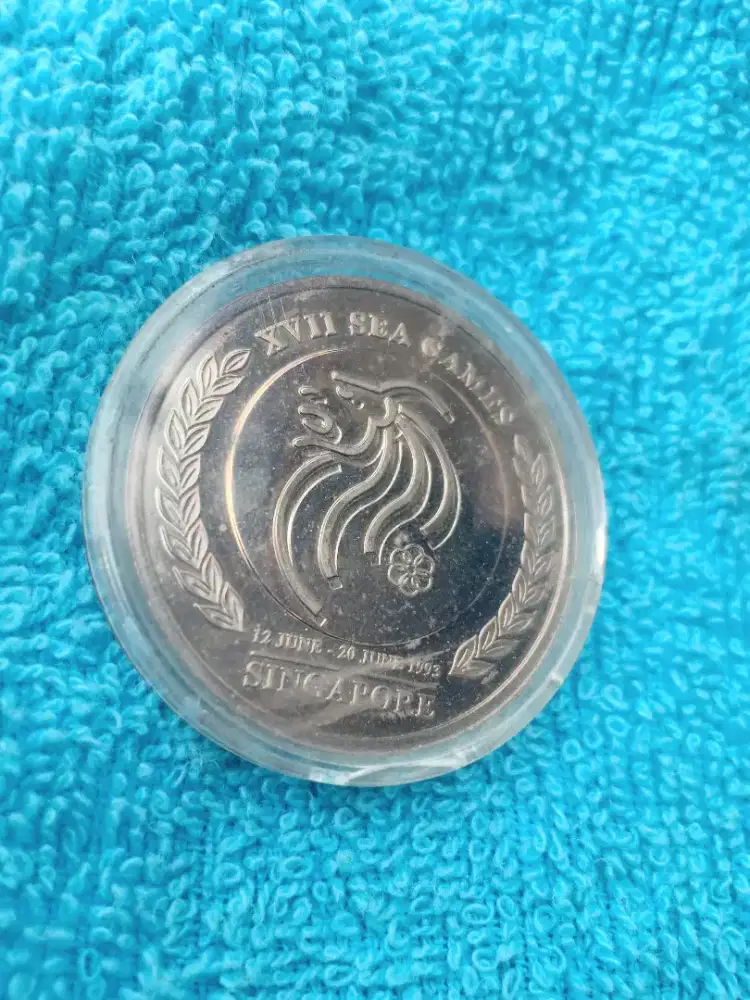 XVII SEA GAMES
12 JUNE - 20 JUNE 1993
SINGAPORE